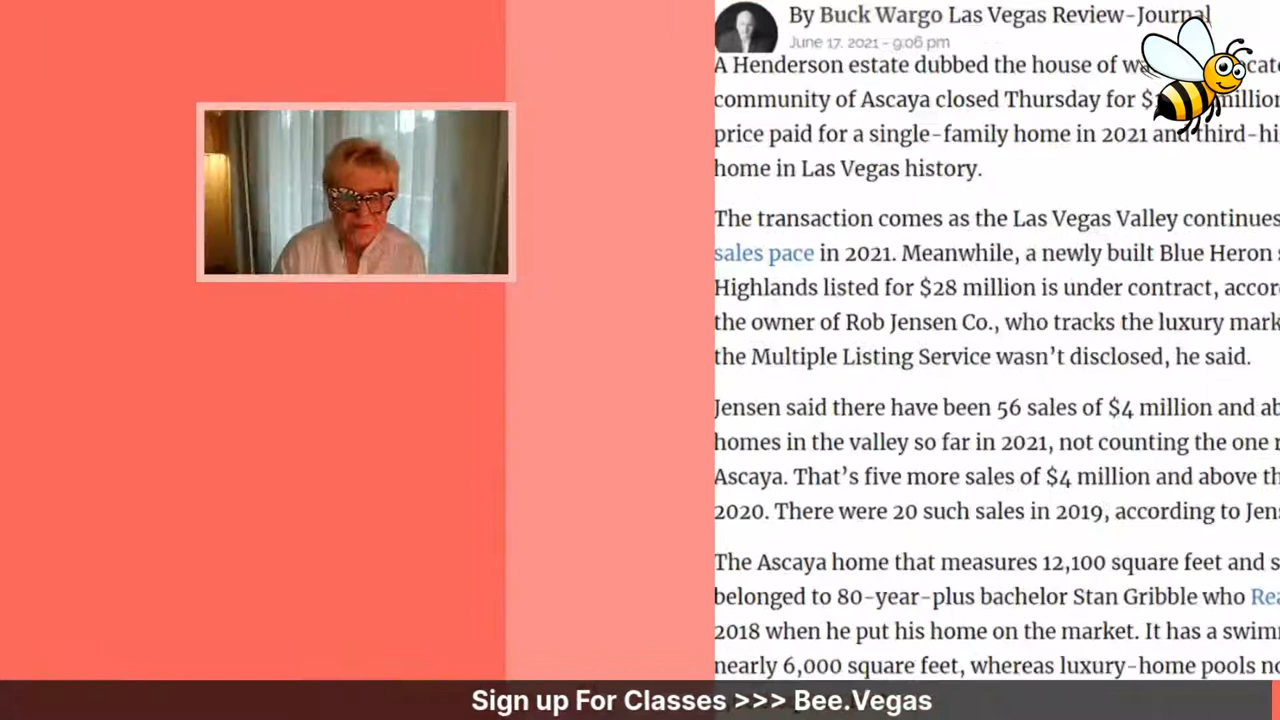 By Buck Wargo Las Vegas Review-Journal
June 17, 2021 - 9:06 pm
A Henderson estate dubbed the house of
community of Ascaya closed Thursday for
price paid for a single-family home in 2021 and third-hi
home in Las Vegas history.
The transaction comes as the Las Vegas Valley continues
sales pace in 2021. Meanwhile, a newly built Blue Heron s
Highlands listed for $28 million is under contract, accor
the owner of Rob Jensen Co., who tracks the luxury mark
the Multiple Listing Service wasn’t disclosed, he said.
Jensen said there have been 56 sales of $4 million and ab
homes in the valley so far in 2021, not counting the one r
Ascaya. That’s five more sales of $4 million and above th
2020. There were 20 such sales in 2019, according to Jens
The Ascaya home that measures 12,100 square feet and s
belonged to 80-year-plus bachelor Stan Gribble who Rea
2018 when he put his home on the market. It has a swimm
nearly 6,000 square feet, whereas luxury-home pools no
Sign up For Classes >>> Bee.Vegas